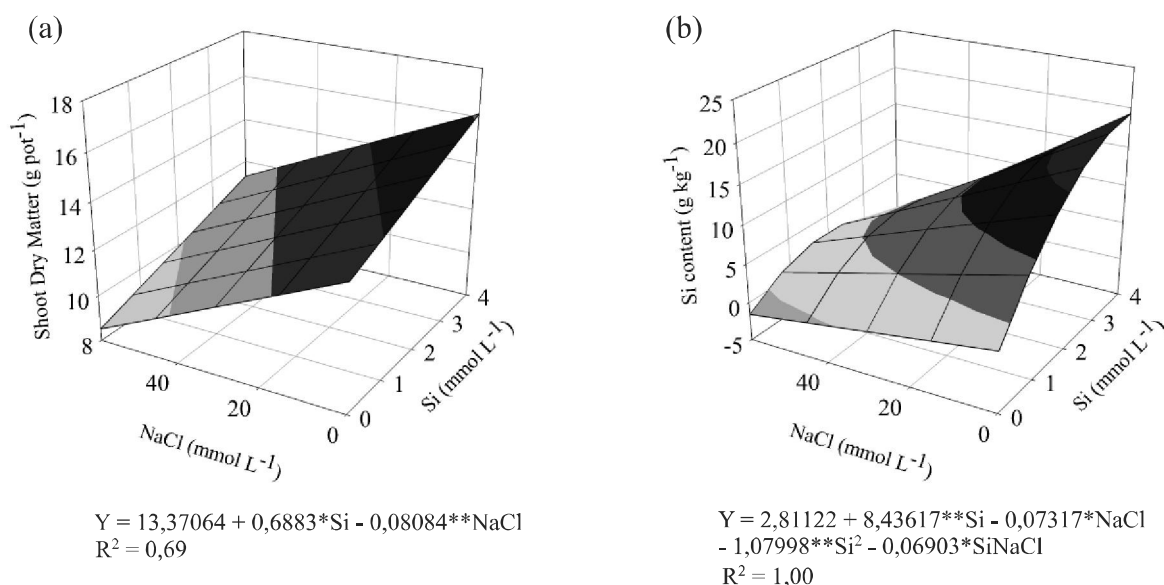 (a)
Shoot Dry Matter (g pot⁻¹)
18
16
14
12
10
8
40
20
0
NaCl (mmol L⁻¹)
0
1
2
3
4
Si (mmol L⁻¹)
Y = 13,37064 + 0,6883*Si - 0,08084**NaCl
R² = 0,69
(b)
Si content (g kg⁻¹)
25
20
15
10
5
0
-5
40
20
0
NaCl (mmol L⁻¹)
0
1
2
3
4
Si (mmol L⁻¹)
Y = 2,81122 + 8,43617**Si - 0,07317*NaCl
- 1,07998**Si² - 0,06903*SiNaCl
R² = 1,00